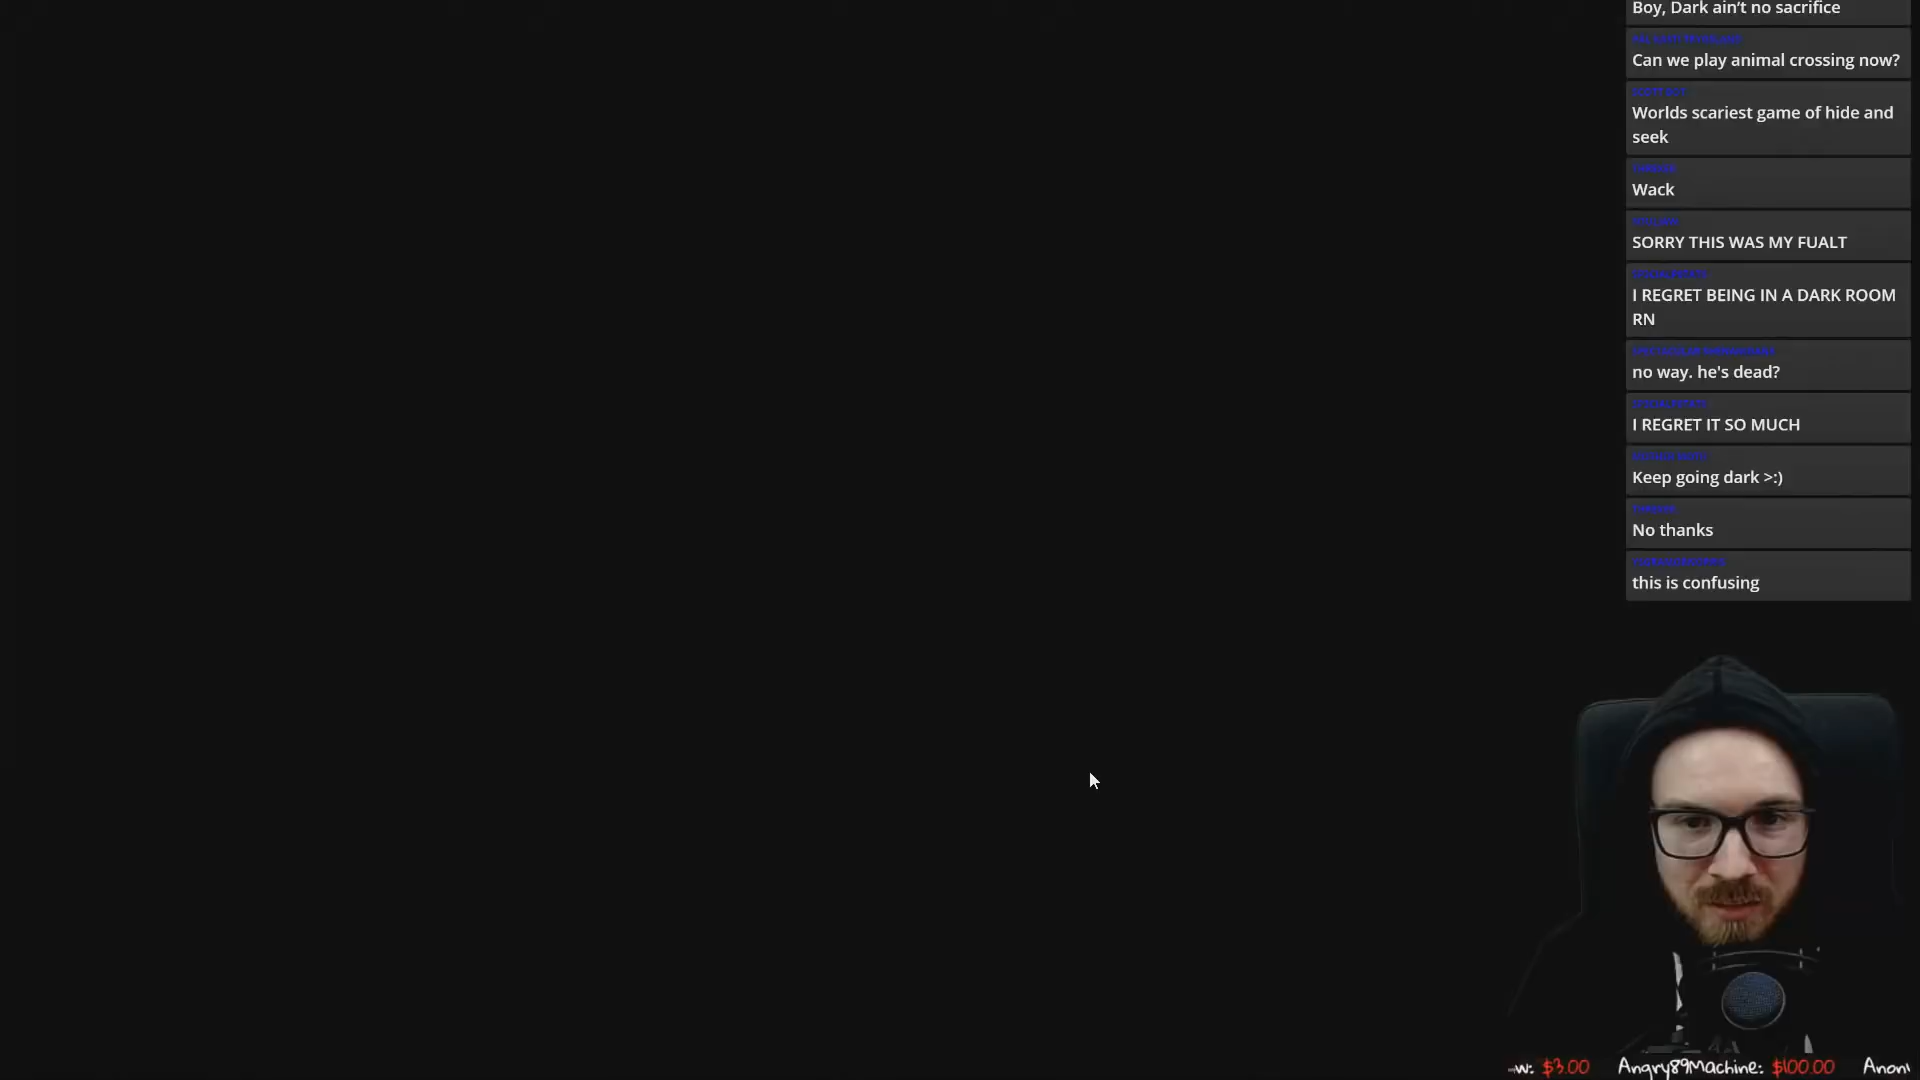 Boy, Dark ain't no sacrifice
Can we play animal crossing now?
Worlds scariest game of hide and
seek
Wack
SORRY THIS WAS MY FUALT
I REGRET BEING IN A DARK ROOM
RN
no way. he's dead?
I REGRET IT SO MUCH
Keep going dark >:)
No thanks
this is confusing
w: $3.00 Angry89Machine: $100.00 Anon